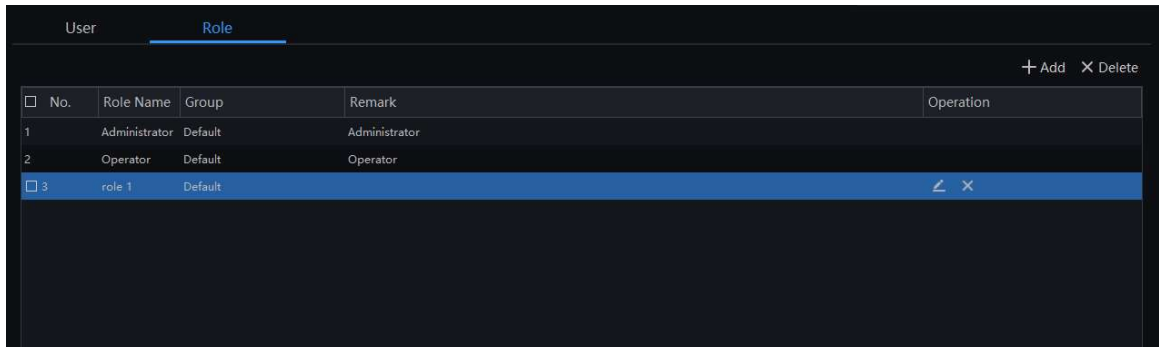 User Role
Add Delete
No. Role Name Group Remark Operation
1 Administrator Default Administrator
2 Operator Default Operator
3 role 1 Default